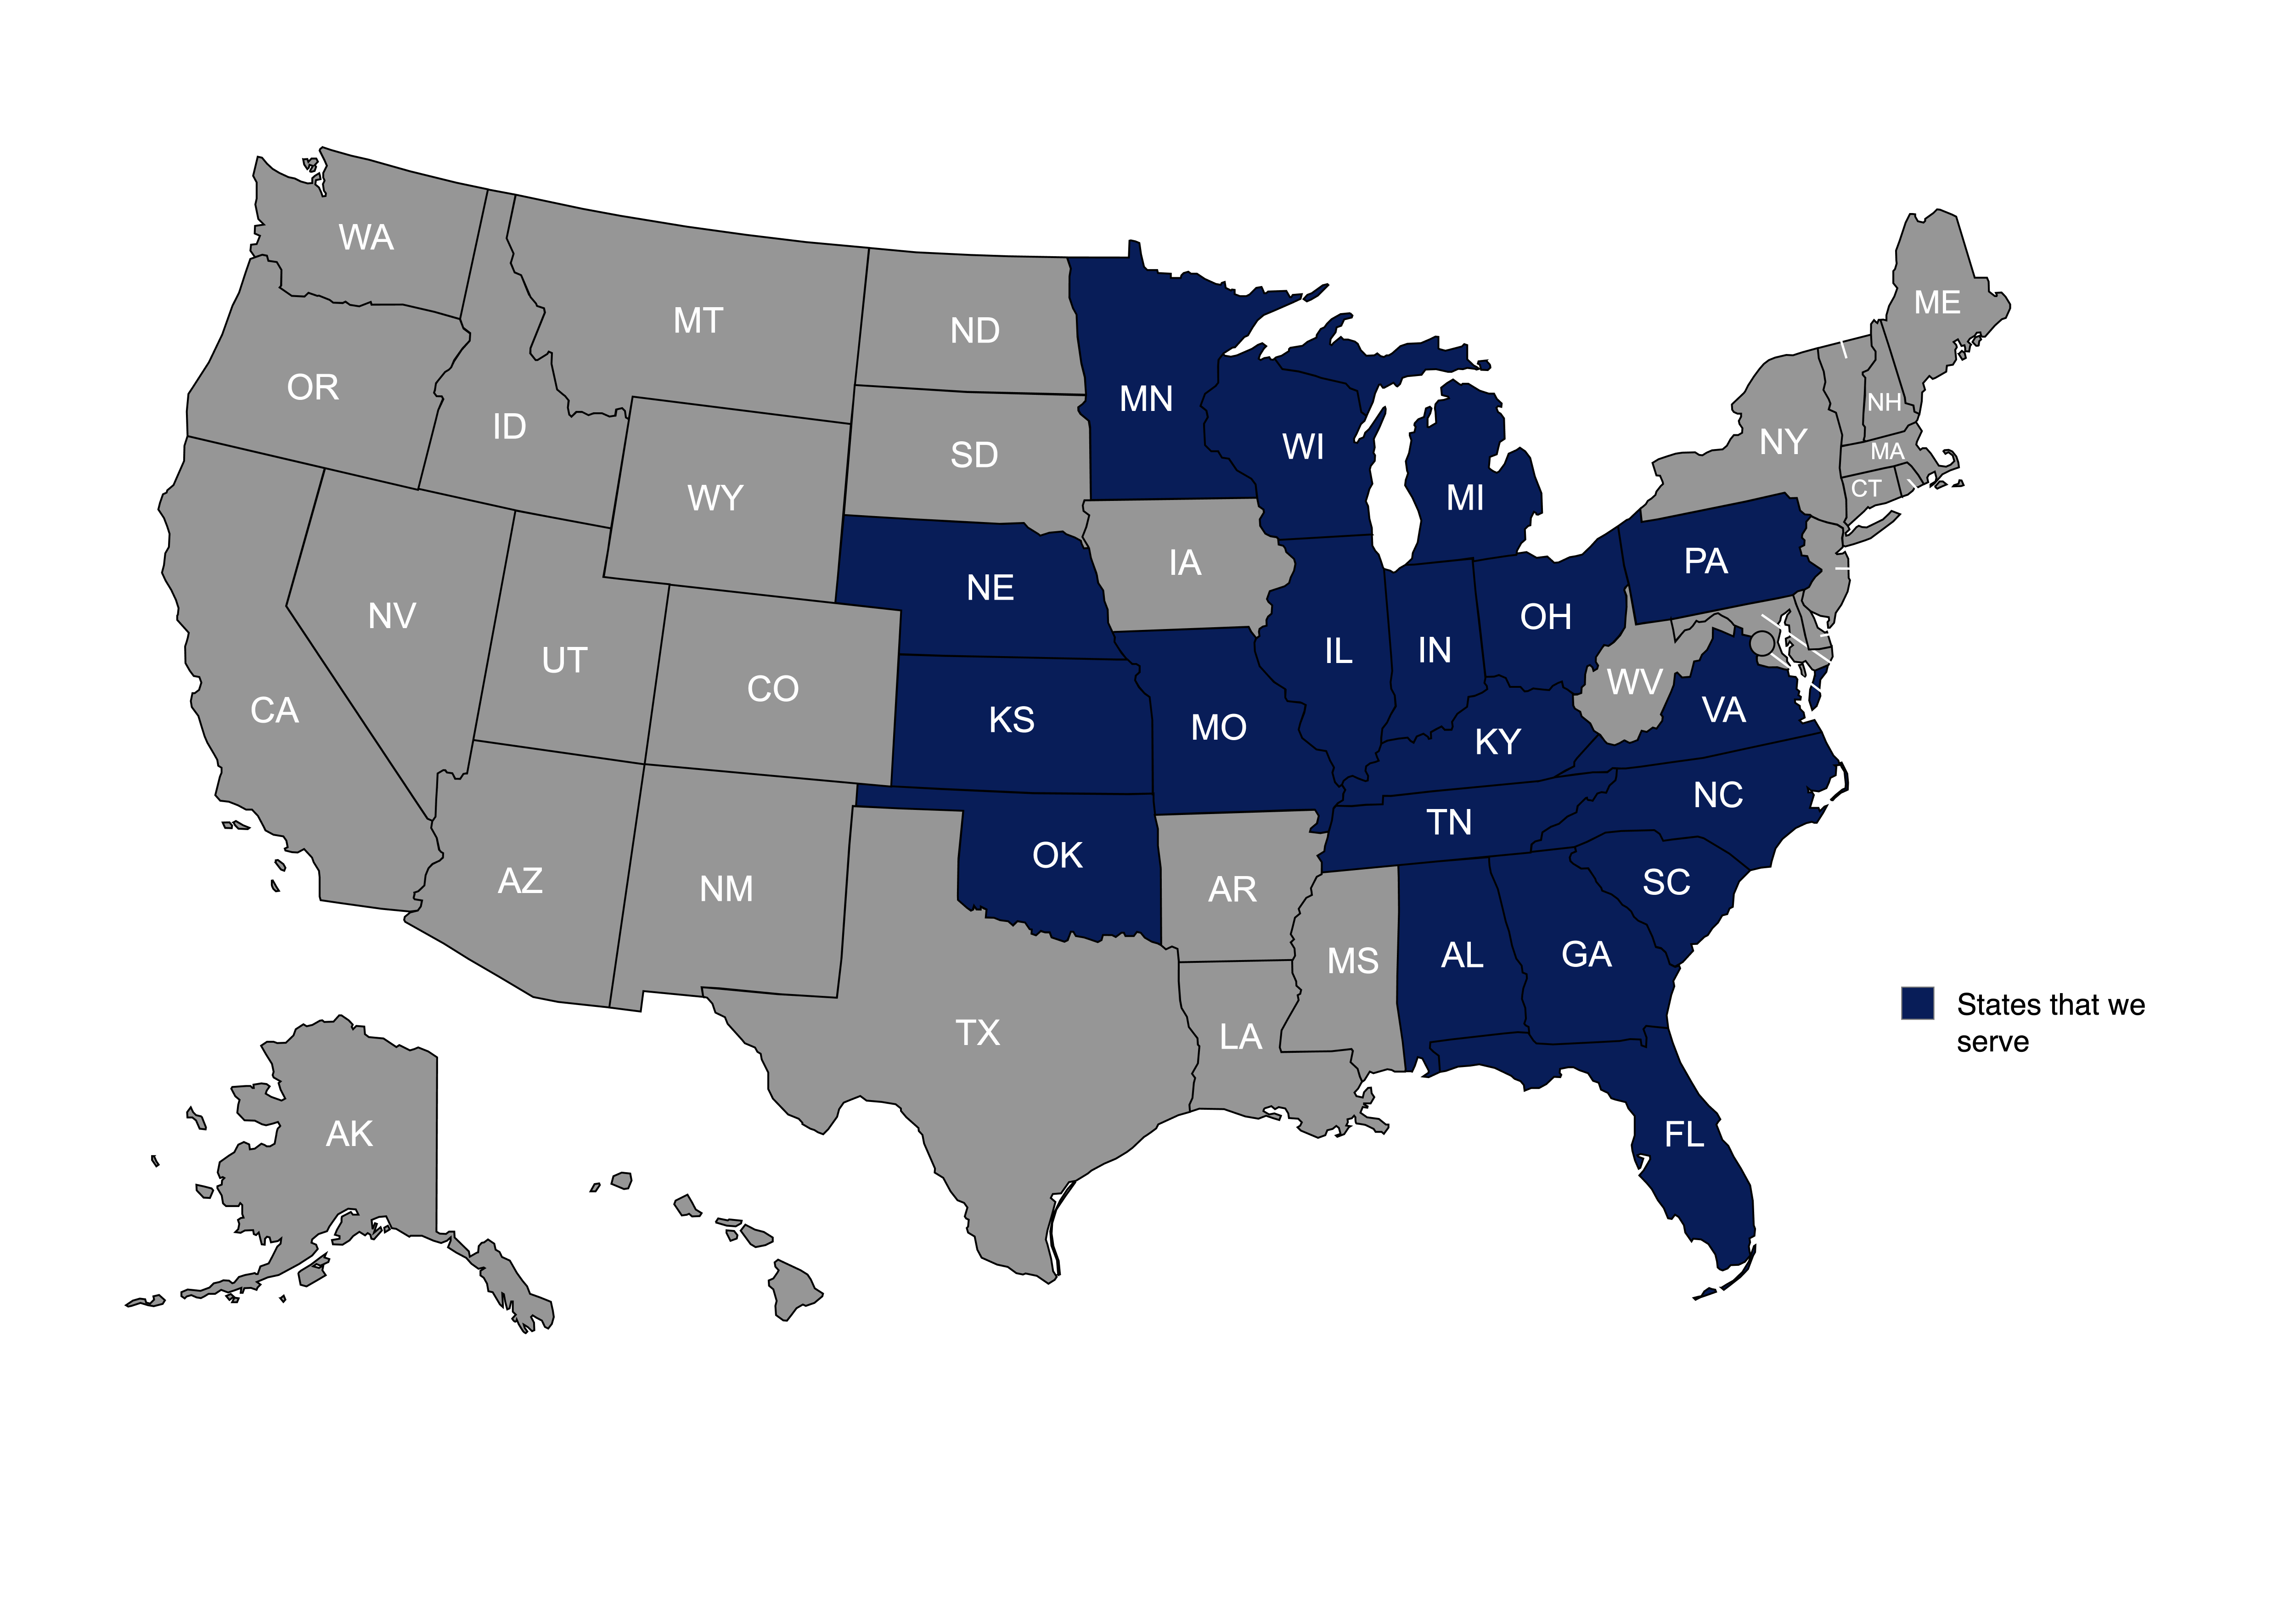 WA
MT
ND
ME
OR
ID
MN
NH
SD
WI
NY
MA
WY
MI
CT
IA
PA
NE
NV
UT
IL
IN
OH
CO
WV
CA
KS
MO
KY
VA
NC
TN
OK
AZ
NM
AR
SC
MS
AL
GA
TX
LA
States that we
serve
AK
FL